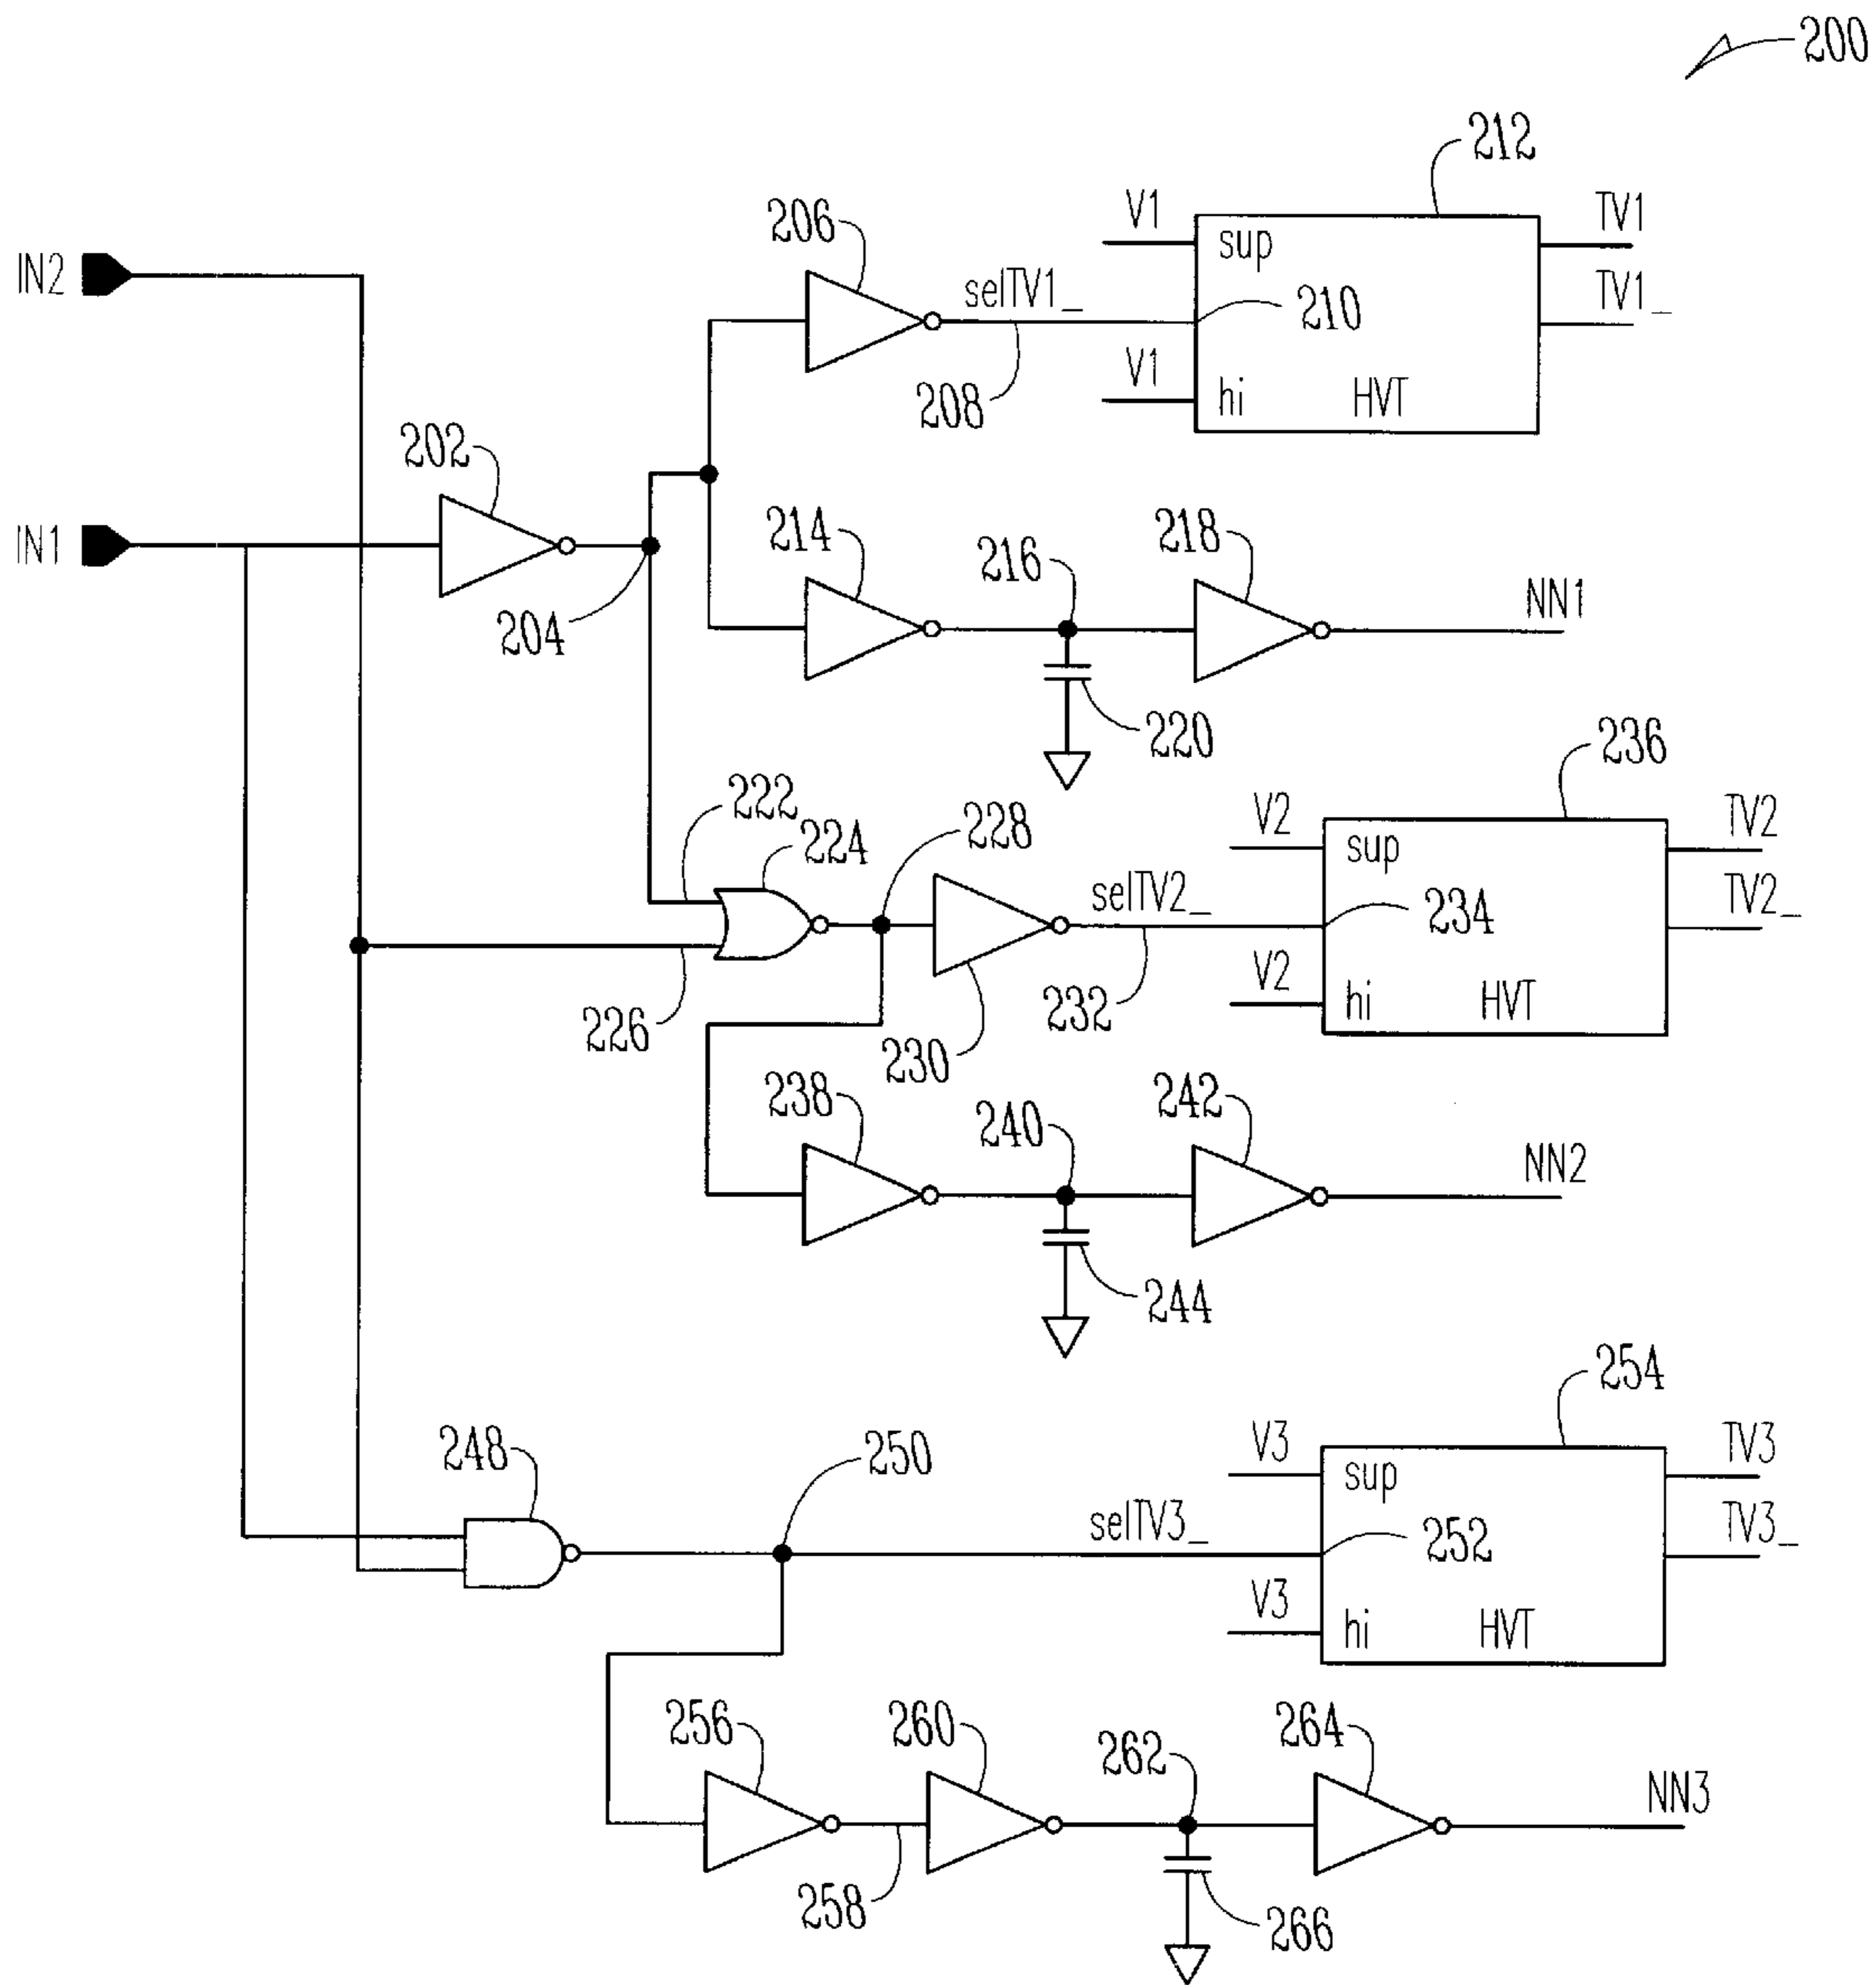 200
212
V1
TV1
206
sup
IN2
selTV1_
210
TV1_
V1
208
hi
HVT
202
214
216
218
IN1
NN1
204
220
236
222
V2
TV2
228
224
sup
selTV2_
234
TV2_
V2
226
232
hi
HVT
230
238
240
242
NN2
244
254
248
250
V3
TV3
sup
selTV3_
252
TV3_
V3
hi
HVT
256
260
262
264
NN3
258
266